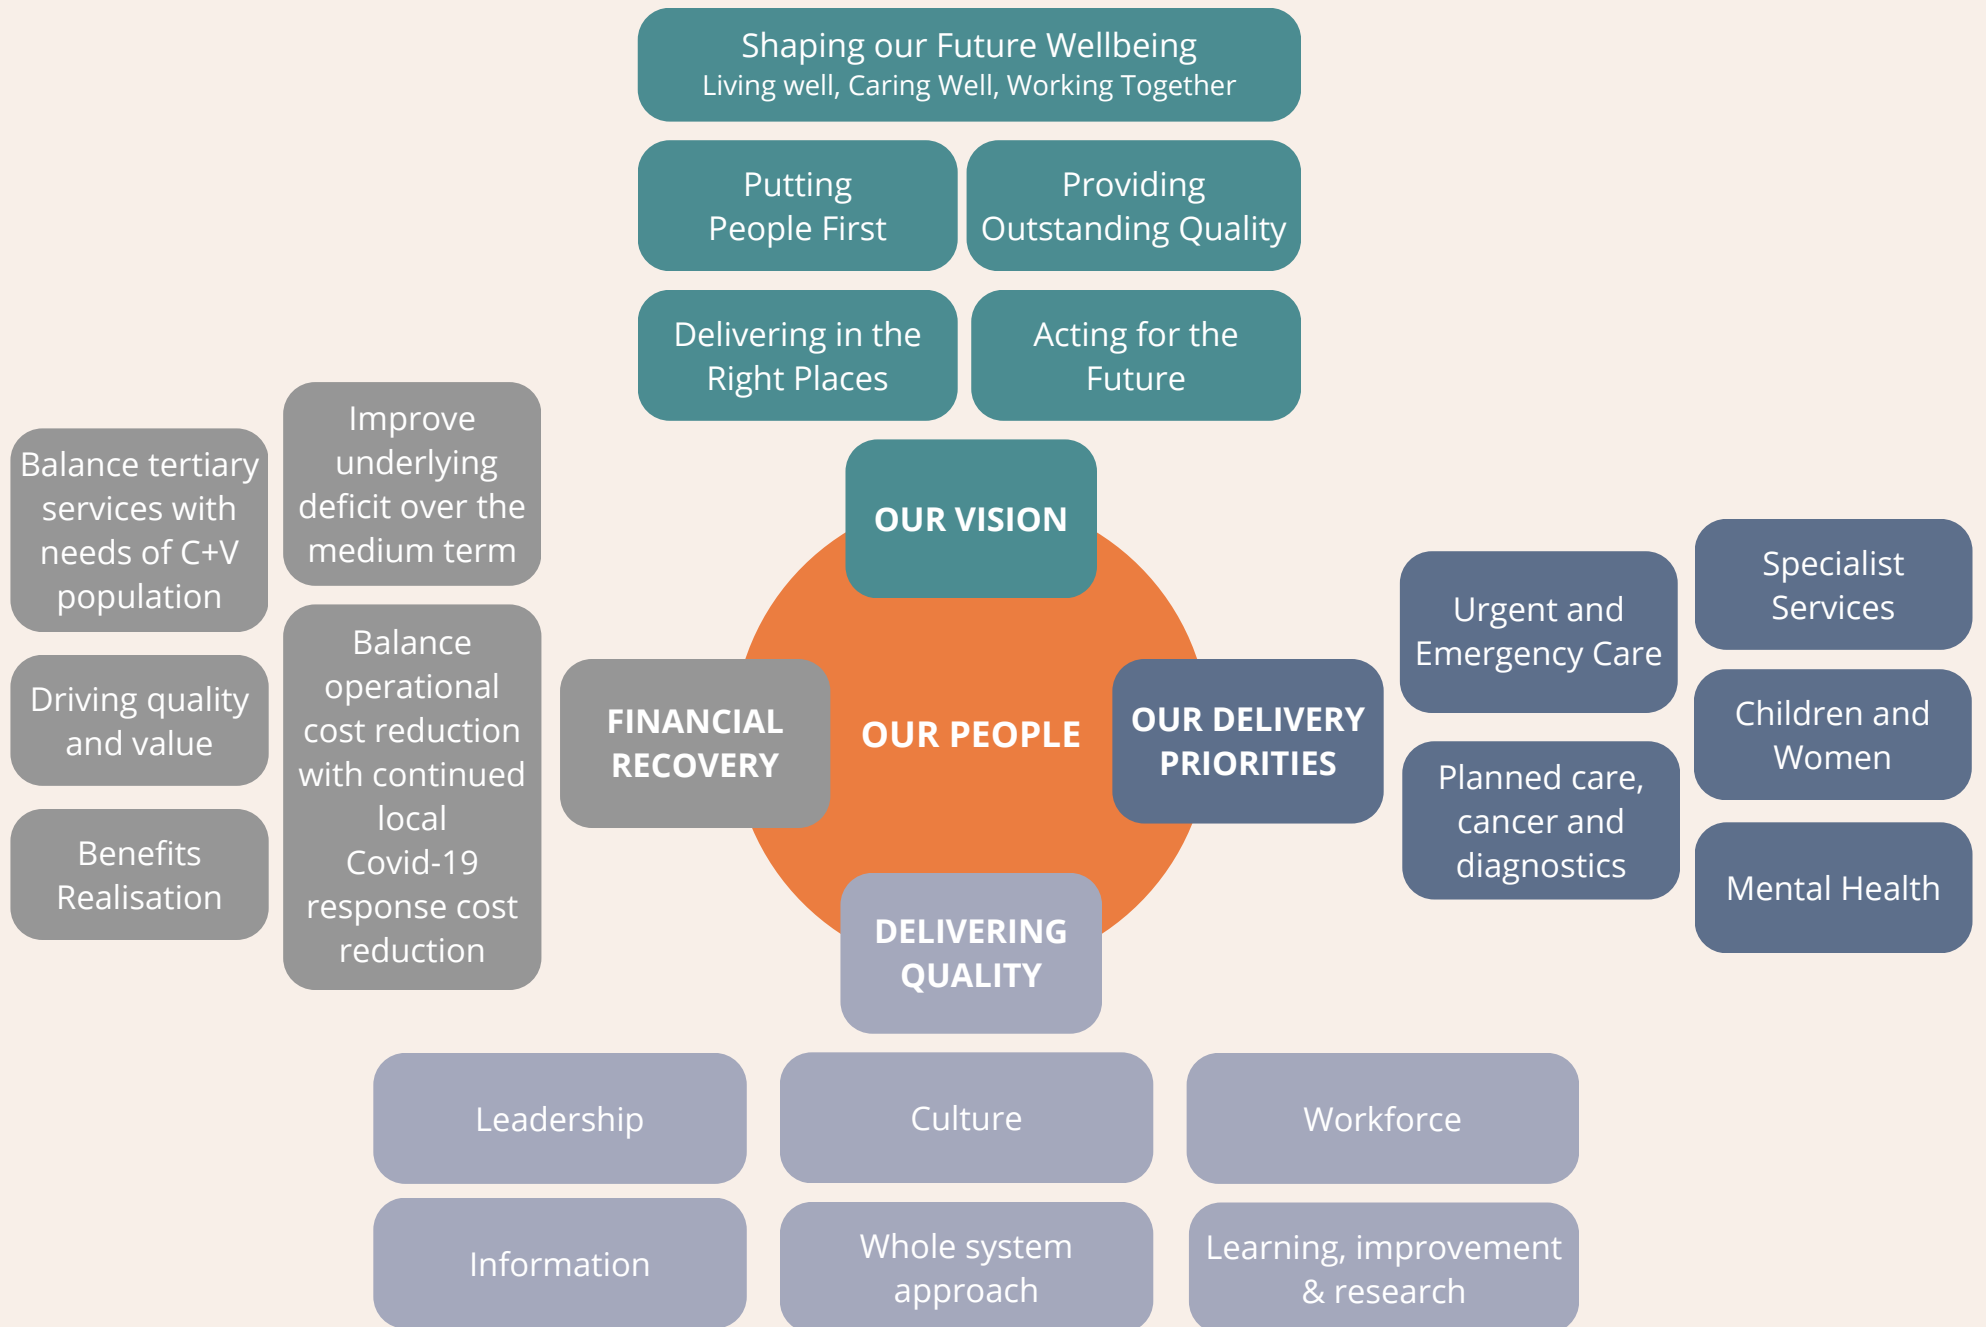 Shaping our Future Wellbeing
Living well, Caring Well, Working Together
Putting
People First
Providing
Outstanding Quality
Delivering in the
Right Places
Acting for the
Future
OUR VISION
Balance tertiary
services with
needs of C+V
population
Improve
underlying
deficit over the
medium term
Driving quality
and value
Balance
operational
cost reduction
with continued
local
Covid-19
response cost
reduction
Benefits
Realisation
FINANCIAL
RECOVERY
OUR PEOPLE
OUR DELIVERY
PRIORITIES
Urgent and
Emergency Care
Specialist
Services
Children and
Women
Planned care,
cancer and
diagnostics
Mental Health
DELIVERING
QUALITY
Leadership
Culture
Workforce
Information
Whole system
approach
Learning, improvement
& research